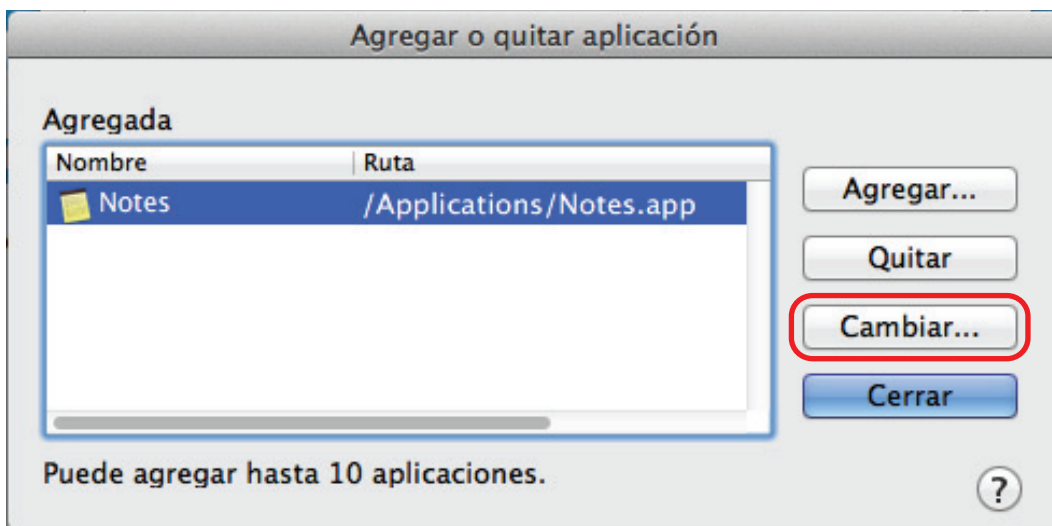 Agregar o quitar aplicación
Agregada
Nombre Ruta
Notes /Applications/Notes.app
Agregar...
Quitar
Cambiar...
Cerrar
Puede agregar hasta 10 aplicaciones.
?